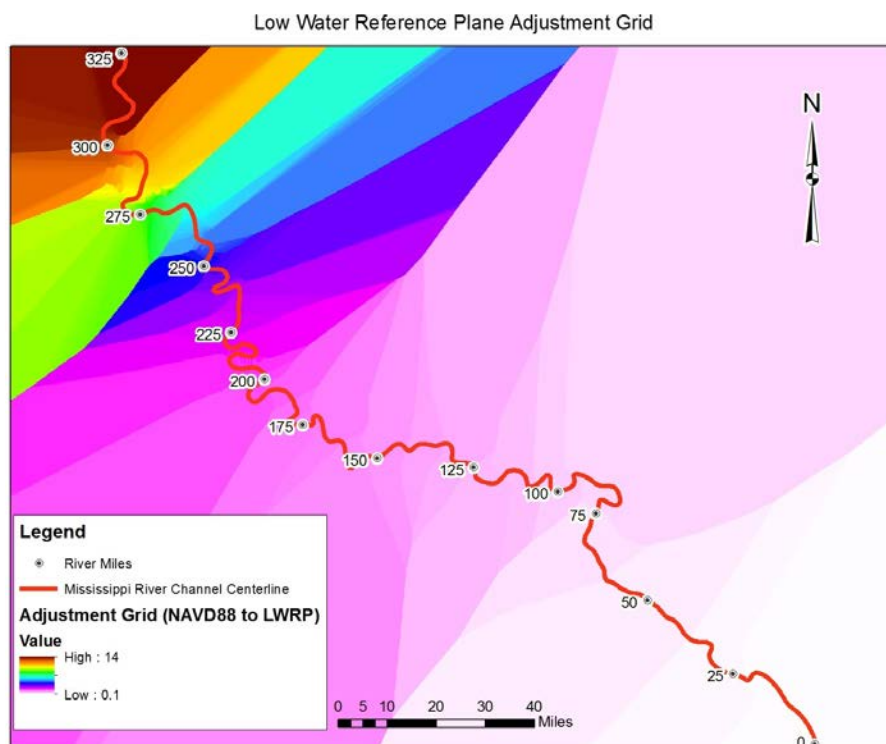 Low Water Reference Plane Adjustment Grid
325
N
300
275
250
225
200
175
150
125
100
75
50
25
0
Legend
River Miles
Mississippi River Channel Centerline
Adjustment Grid (NAVD88 to LWRP)
Value
High : 14
Low : 0.1
0 5 10 20 30 40
Miles